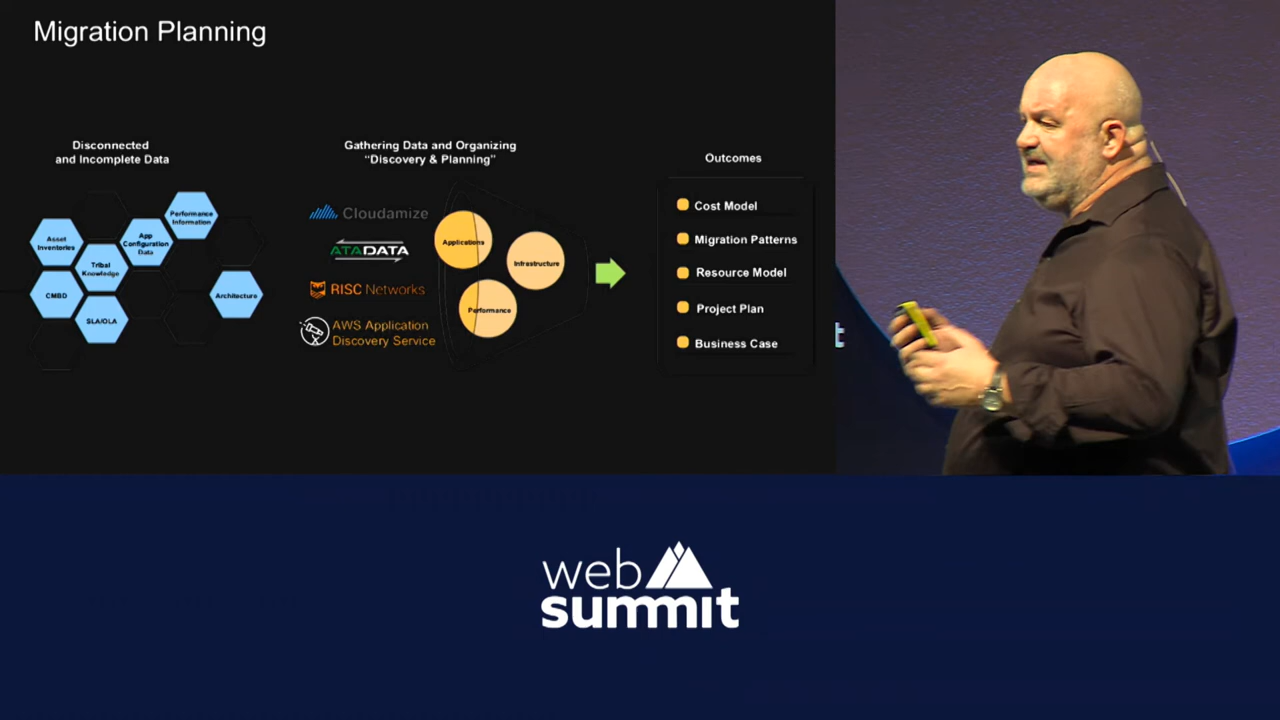 Migration Planning
Disconnected
and Incomplete Data
Performance
Information
Asset
Inventories
App
Configuration
Data
Tribal
Knowledge
CMBD
Architecture
SLA/OLA
Gathering Data and Organizing
"Discovery & Planning"
Cloudamize
ATADATA
RISC Networks
AWS Application
Discovery Service
Applications
Infrastructure
Performance
Outcomes
Cost Model
Migration Patterns
Resource Model
Project Plan
Business Case
t
web
summit